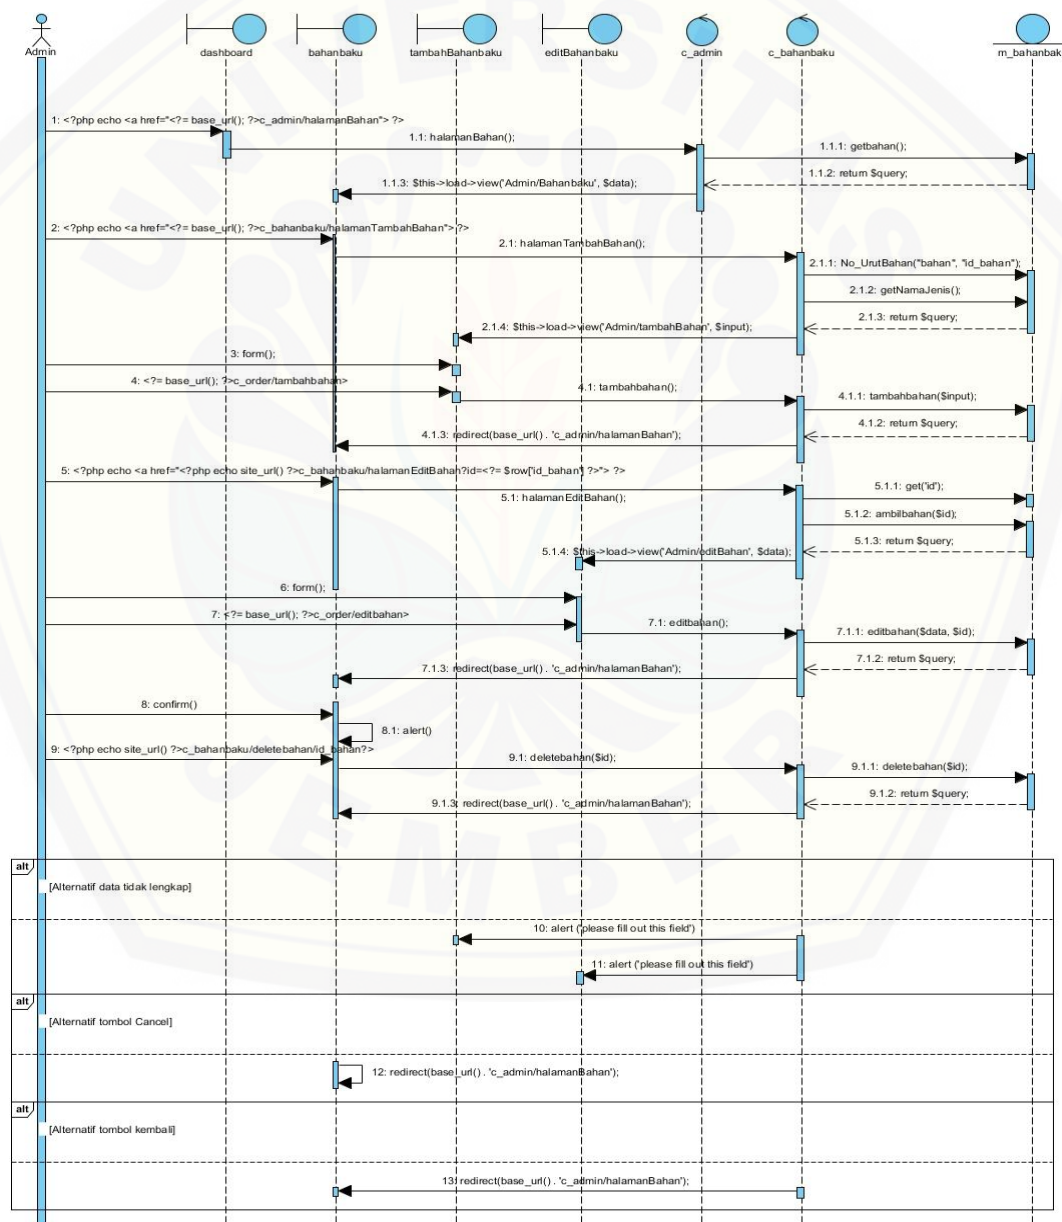 Admin
dashboard
bahanbaku
tambahBahanbaku
editBahanbaku
c_admin
c_bahanbaku
m_bahanbak
1: <?php echo <a href="<?= base_url(); ?>c_admin/halamanBahan"> ?>
1.1: halamanBahan();
1.1.1: getbahan();
1.1.2: return $query;
1.1.3: $this->load->view('Admin/Bahanbaku', $data);
2: <?php echo <a href="<?= base_url(); ?>c_bahanbaku/halamanTambahBahan"> ?>
2.1: halamanTambahBahan();
2.1.1: No_UrutBahan("bahan", "id_bahan");
2.1.2: getNamaJenis();
2.1.3: return $query;
2.1.4: $this->load->view('Admin/tambahBahan', $input);
3: form();
4: <?= base_url(); ?>c_order/tambahbahan>
4.1: tambahbahan();
4.1.1: tambahbahan($input);
4.1.2: return $query;
4.1.3: redirect(base_url() . 'c_admin/halamanBahan');
5: <?php echo <a href="<?php echo site_url() ?>c_bahanbaku/halamanEditBahan?id=<?= $row['id_bahan'] ?>"> ?>
5.1: halamanEditBahan();
5.1.1: get('id');
5.1.2: ambilbahan($id);
5.1.3: return $query;
5.1.4: $this->load->view('Admin/editBahan', $data);
6: form();
7: <?= base_url(); ?>c_order/editbahan>
7.1: editbahan();
7.1.1: editbahan($data, $id);
7.1.2: return $query;
7.1.3: redirect(base_url() . 'c_admin/halamanBahan');
8: confirm()
8.1: alert()
9: <?php echo site_url() ?>c_bahanbaku/deletebahan/id_bahan?>
9.1: deletebahan($id);
9.1.1: deletebahan($id);
9.1.2: return $query;
9.1.3: redirect(base_url() . 'c_admin/halamanBahan');
alt
[Alternatif data tidak lengkap]
10: alert ('please fill out this field')
11: alert ('please fill out this field')
alt
[Alternatif tombol Cancel]
12: redirect(base_url() . 'c_admin/halamanBahan');
alt
[Alternatif tombol kembali]
13: redirect(base_url() . 'c_admin/halamanBahan');
UNIVERSITAS
JEMBER